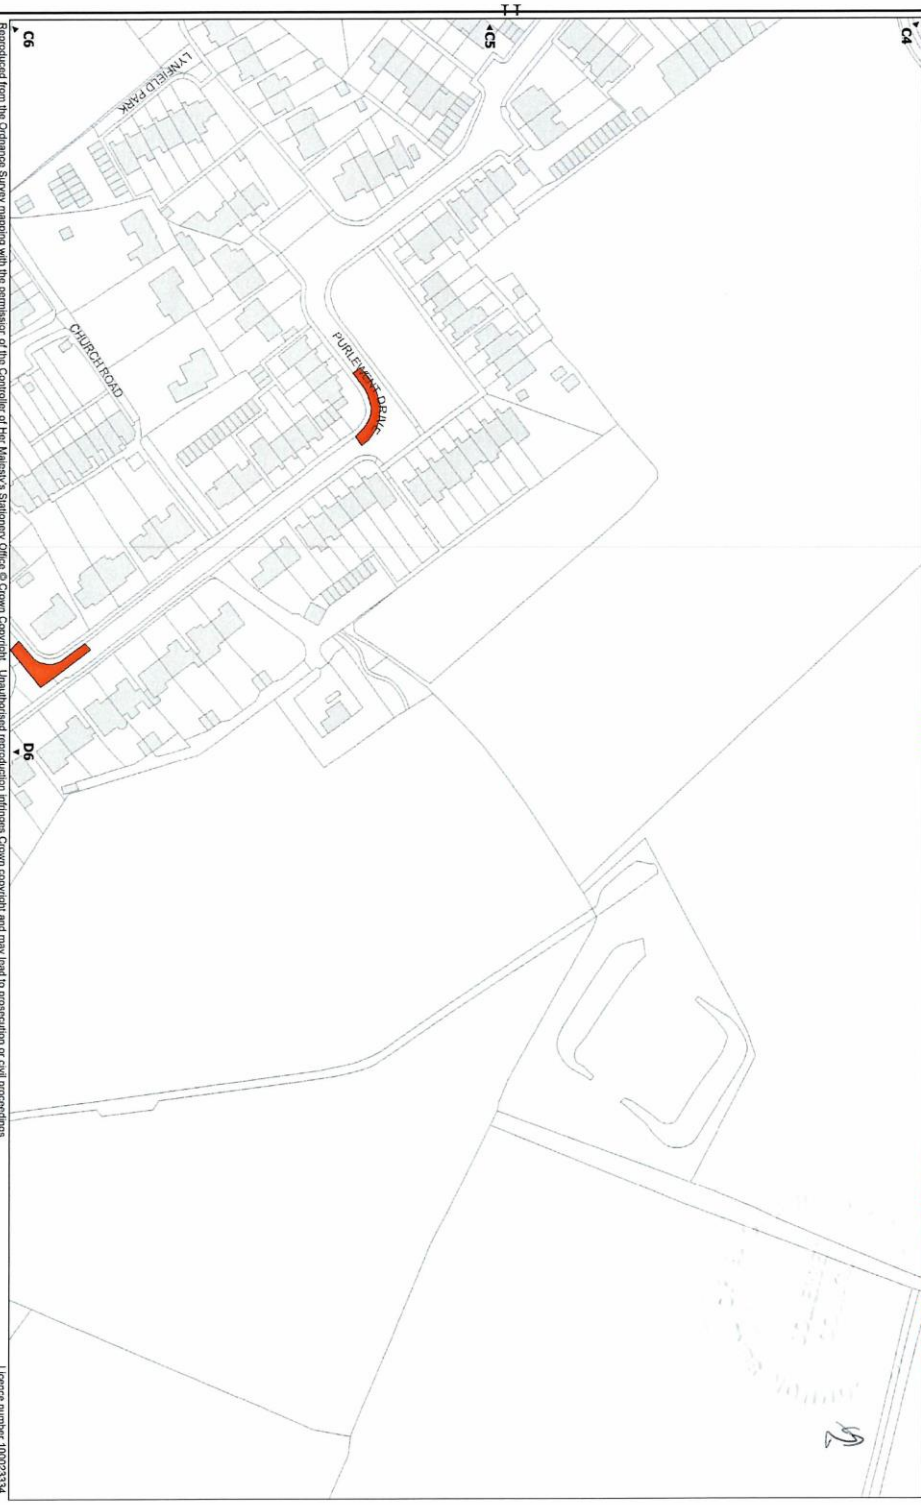 C6
C5
C4
LYNFIELD PARK
PURLEWENT DRIVE
CHURCH ROAD
D6
Reproduced from the Ordnance Survey mapping with the permission of the Controller of Her Majesty's Stationery Office © Crown Copyright. Unauthorised reproduction infringes Crown copyright and may lead to prosecution or civil proceedings
Licence number 100023334